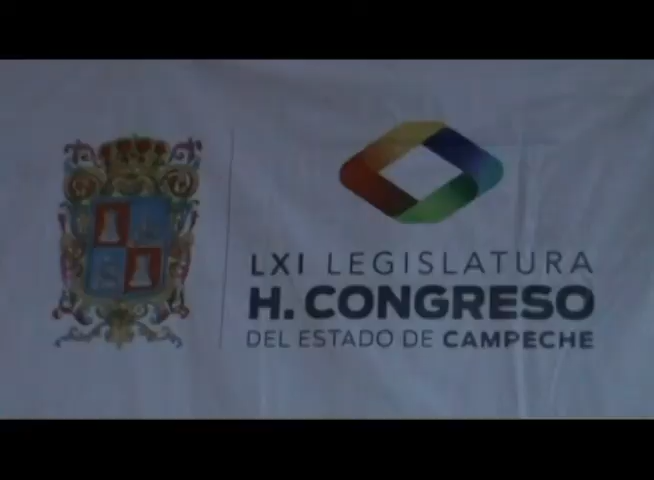 LXI LEGISLATURA
H. CONGRESO
DEL ESTADO DE CAMPECHE